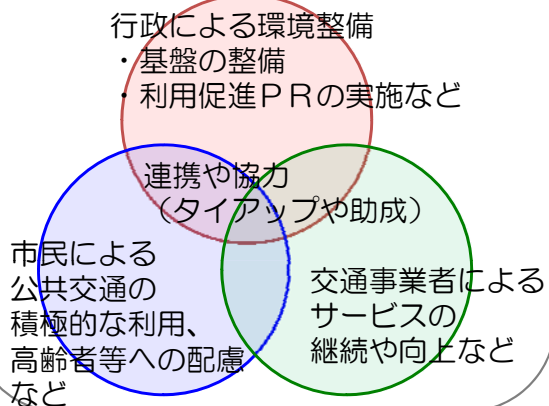 行政による環境整備
・基盤の整備
・利用促進ＰＲの実施など
連携や協力
（タイアップや助成）
市民による
公共交通の
積極的な利用、
高齢者等への配慮
など
交通事業者による
サービスの
継続や向上など